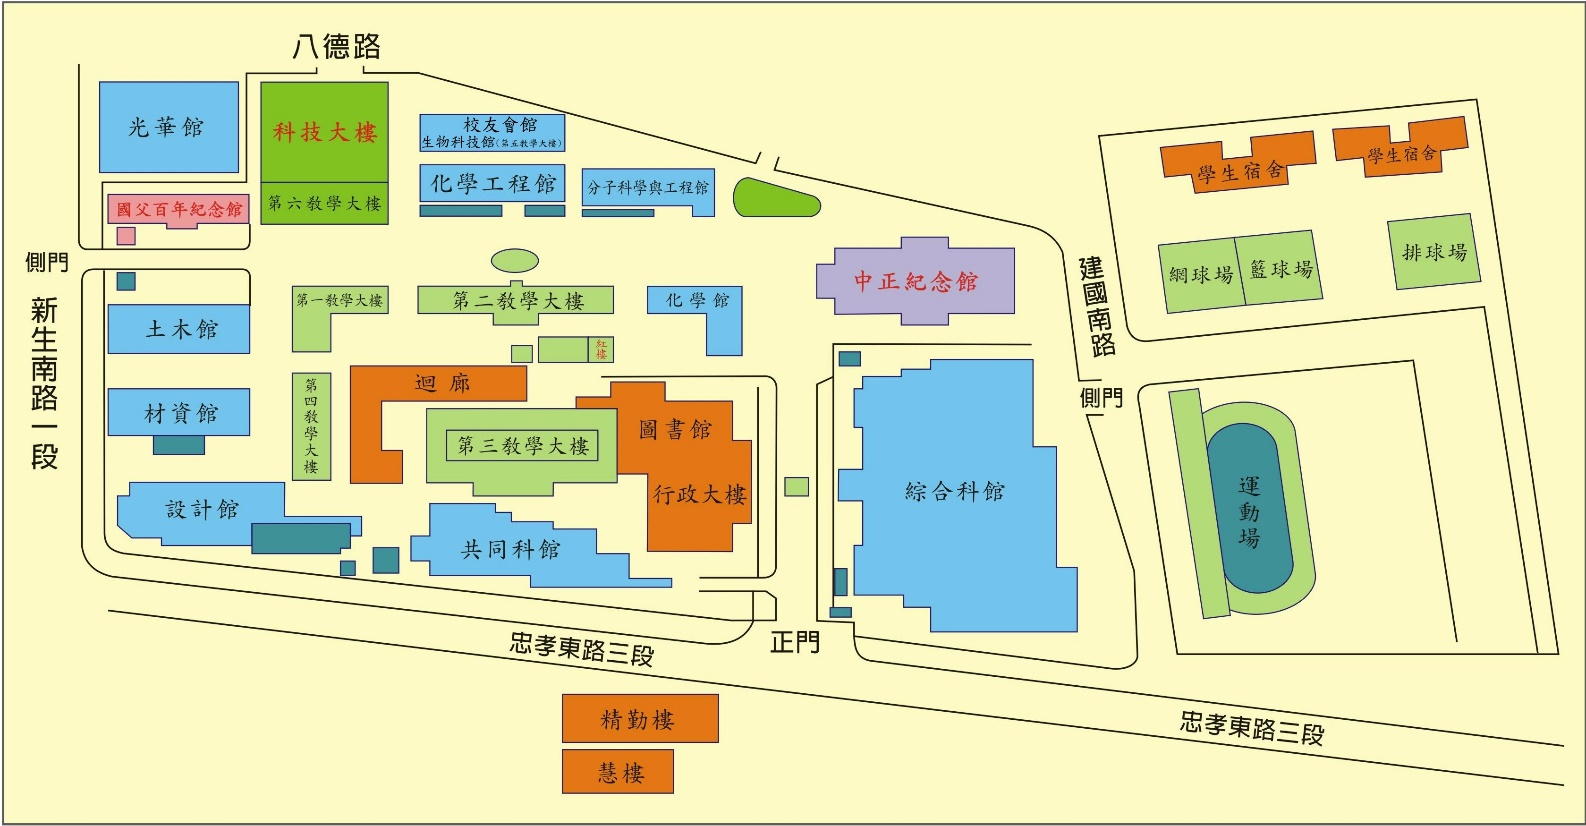 八德路
光華館
科技大樓
校友會館
生物科技館(第五教學大樓)
化學工程館
分子科學與工程館
第六教學大樓
國父百年紀念館
學生宿舍
學生宿舍
側門
新生南路一段
第一教學大樓
第二教學大樓
化學館
中正紀念館
建國南路
網球場
籃球場
排球場
土木館
紅樓
材資館
第四教學大樓
迴廊
第三教學大樓
圖書館
行政大樓
側門
設計館
共同科館
綜合科館
運動場
忠孝東路三段
正門
精勤樓
慧樓
忠孝東路三段